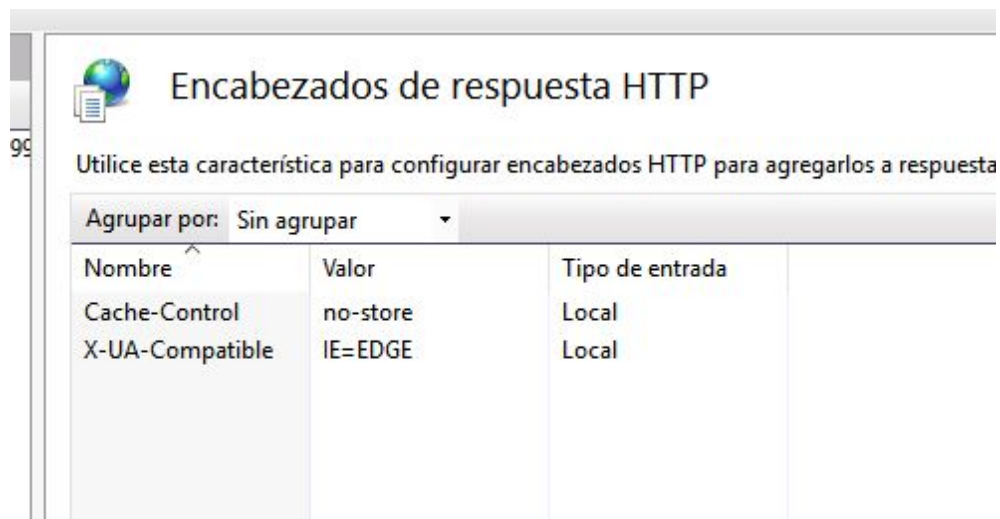 Encabezados de respuesta HTTP
99
Utilice esta característica para configurar encabezados HTTP para agregarlos a respuesta
Agrupar por: Sin agrupar
Nombre Valor Tipo de entrada
Cache-Control no-store Local
X-UA-Compatible IE=EDGE Local